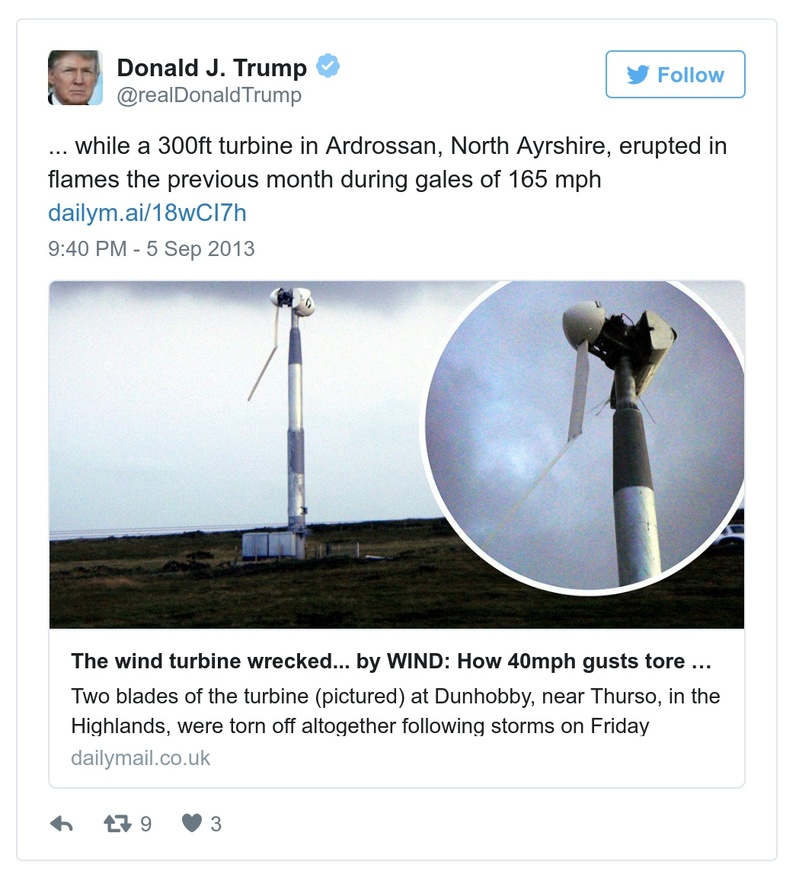 Donald J. Trump
@realDonaldTrump
Follow
... while a 300ft turbine in Ardrossan, North Ayrshire, erupted in
flames the previous month during gales of 165 mph
dailym.ai/18wCI7h
9:40 PM - 5 Sep 2013
The wind turbine wrecked... by WIND: How 40mph gusts tore …
Two blades of the turbine (pictured) at Dunhobby, near Thurso, in the
Highlands, were torn off altogether following storms on Friday
dailymail.co.uk
9
3